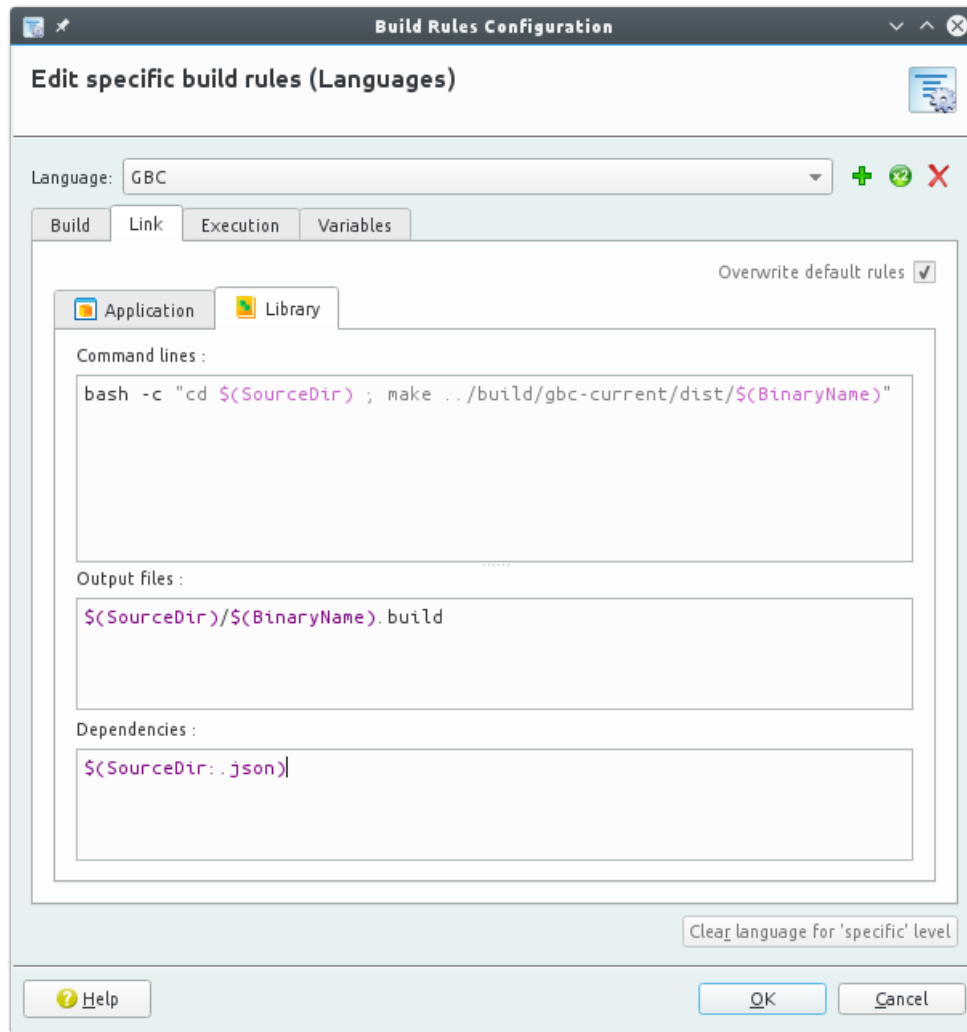 Build Rules Configuration
Edit specific build rules (Languages)
Language: GBC
x2
Build Link Execution Variables
Overwrite default rules
Application Library
Command lines :
bash -c "cd $(SourceDir) ; make ../build/gbc-current/dist/$(BinaryName)"
Output files :
$(SourceDir)/$(BinaryName).build
Dependencies :
$(SourceDir:.json)
Clear language for 'specific' level
Help OK Cancel